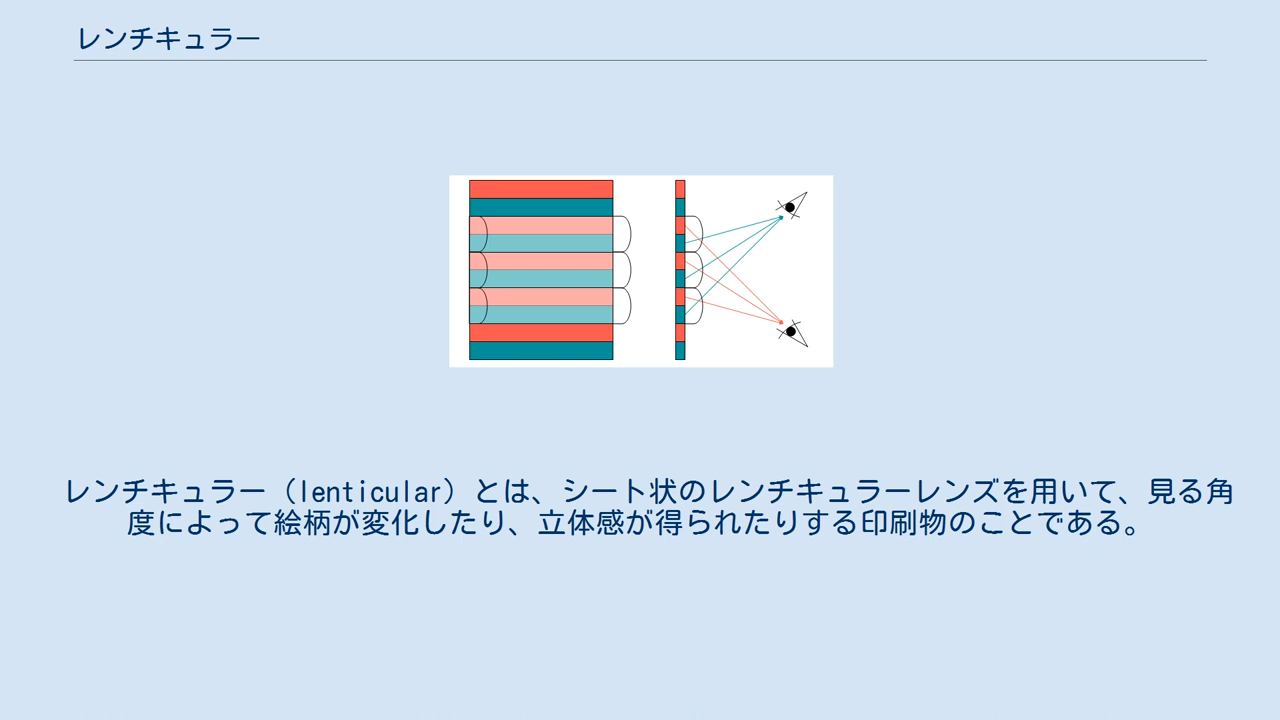 レンチキュラー
レンチキュラー（lenticular）とは、シート状のレンチキュラーレンズを用いて、見る角
度によって絵柄が変化したり、立体感が得られたりする印刷物のことである。